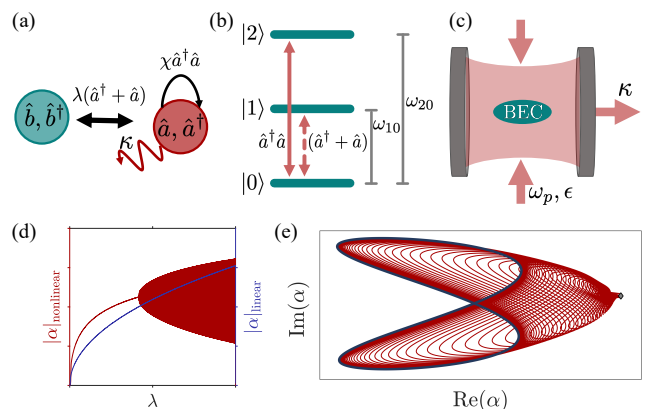 (a)
χâ†â
λ(â† + â)
b̂, b̂†
â, â†
κ
(b)
|2⟩
|1⟩
|0⟩
â†â
(â† + â)
ω₁₀
ω₂₀
(c)
BEC
κ
ωₚ, ϵ
(d)
|α|nonlinear
|α|linear
λ
(e)
Im(α)
Re(α)